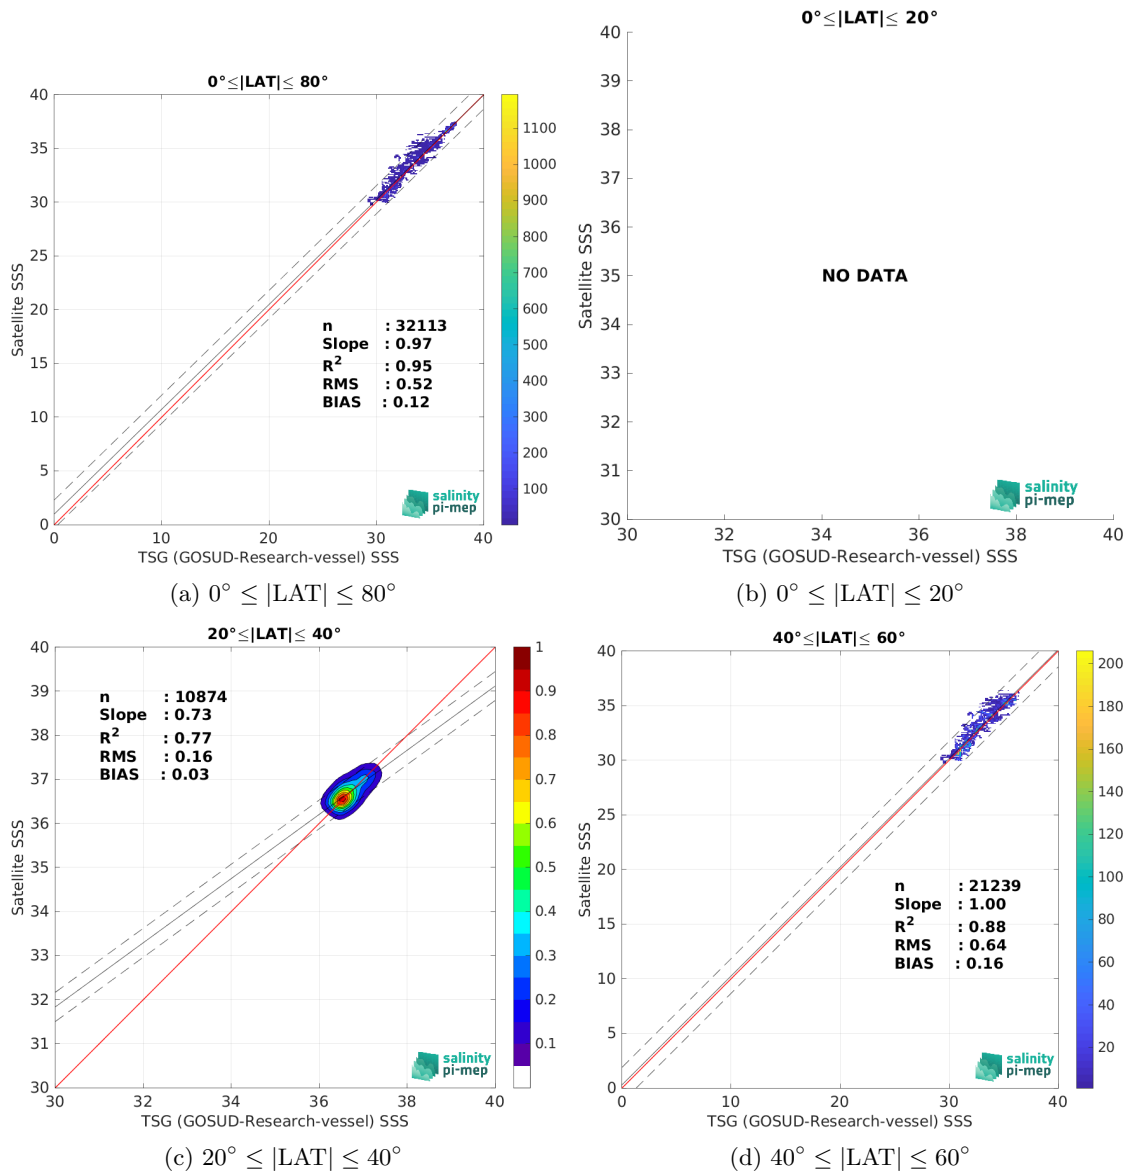 0°≤|LAT|≤ 80°
40
35
30
25
20
15
10
5
0
0
10
20
30
40
Satellite SSS
TSG (GOSUD-Research-vessel) SSS
n : 32113
Slope : 0.97
R² : 0.95
RMS : 0.52
BIAS : 0.12
salinity
pi-mep
1100
1000
900
800
700
600
500
400
300
200
100
(a) 0° ≤ |LAT| ≤ 80°
0°≤|LAT|≤ 20°
40
39
38
37
36
35
34
33
32
31
30
30
32
34
36
38
40
Satellite SSS
TSG (GOSUD-Research-vessel) SSS
NO DATA
salinity
pi-mep
(b) 0° ≤ |LAT| ≤ 20°
20°≤|LAT|≤ 40°
40
39
38
37
36
35
34
33
32
31
30
30
32
34
36
38
40
Satellite SSS
TSG (GOSUD-Research-vessel) SSS
n : 10874
Slope : 0.73
R² : 0.77
RMS : 0.16
BIAS : 0.03
salinity
pi-mep
1
0.9
0.8
0.7
0.6
0.5
0.4
0.3
0.2
0.1
(c) 20° ≤ |LAT| ≤ 40°
40°≤|LAT|≤ 60°
40
35
30
25
20
15
10
5
0
0
10
20
30
40
Satellite SSS
TSG (GOSUD-Research-vessel) SSS
n : 21239
Slope : 1.00
R² : 0.88
RMS : 0.64
BIAS : 0.16
salinity
pi-mep
200
180
160
140
120
100
80
60
40
20
(d) 40° ≤ |LAT| ≤ 60°